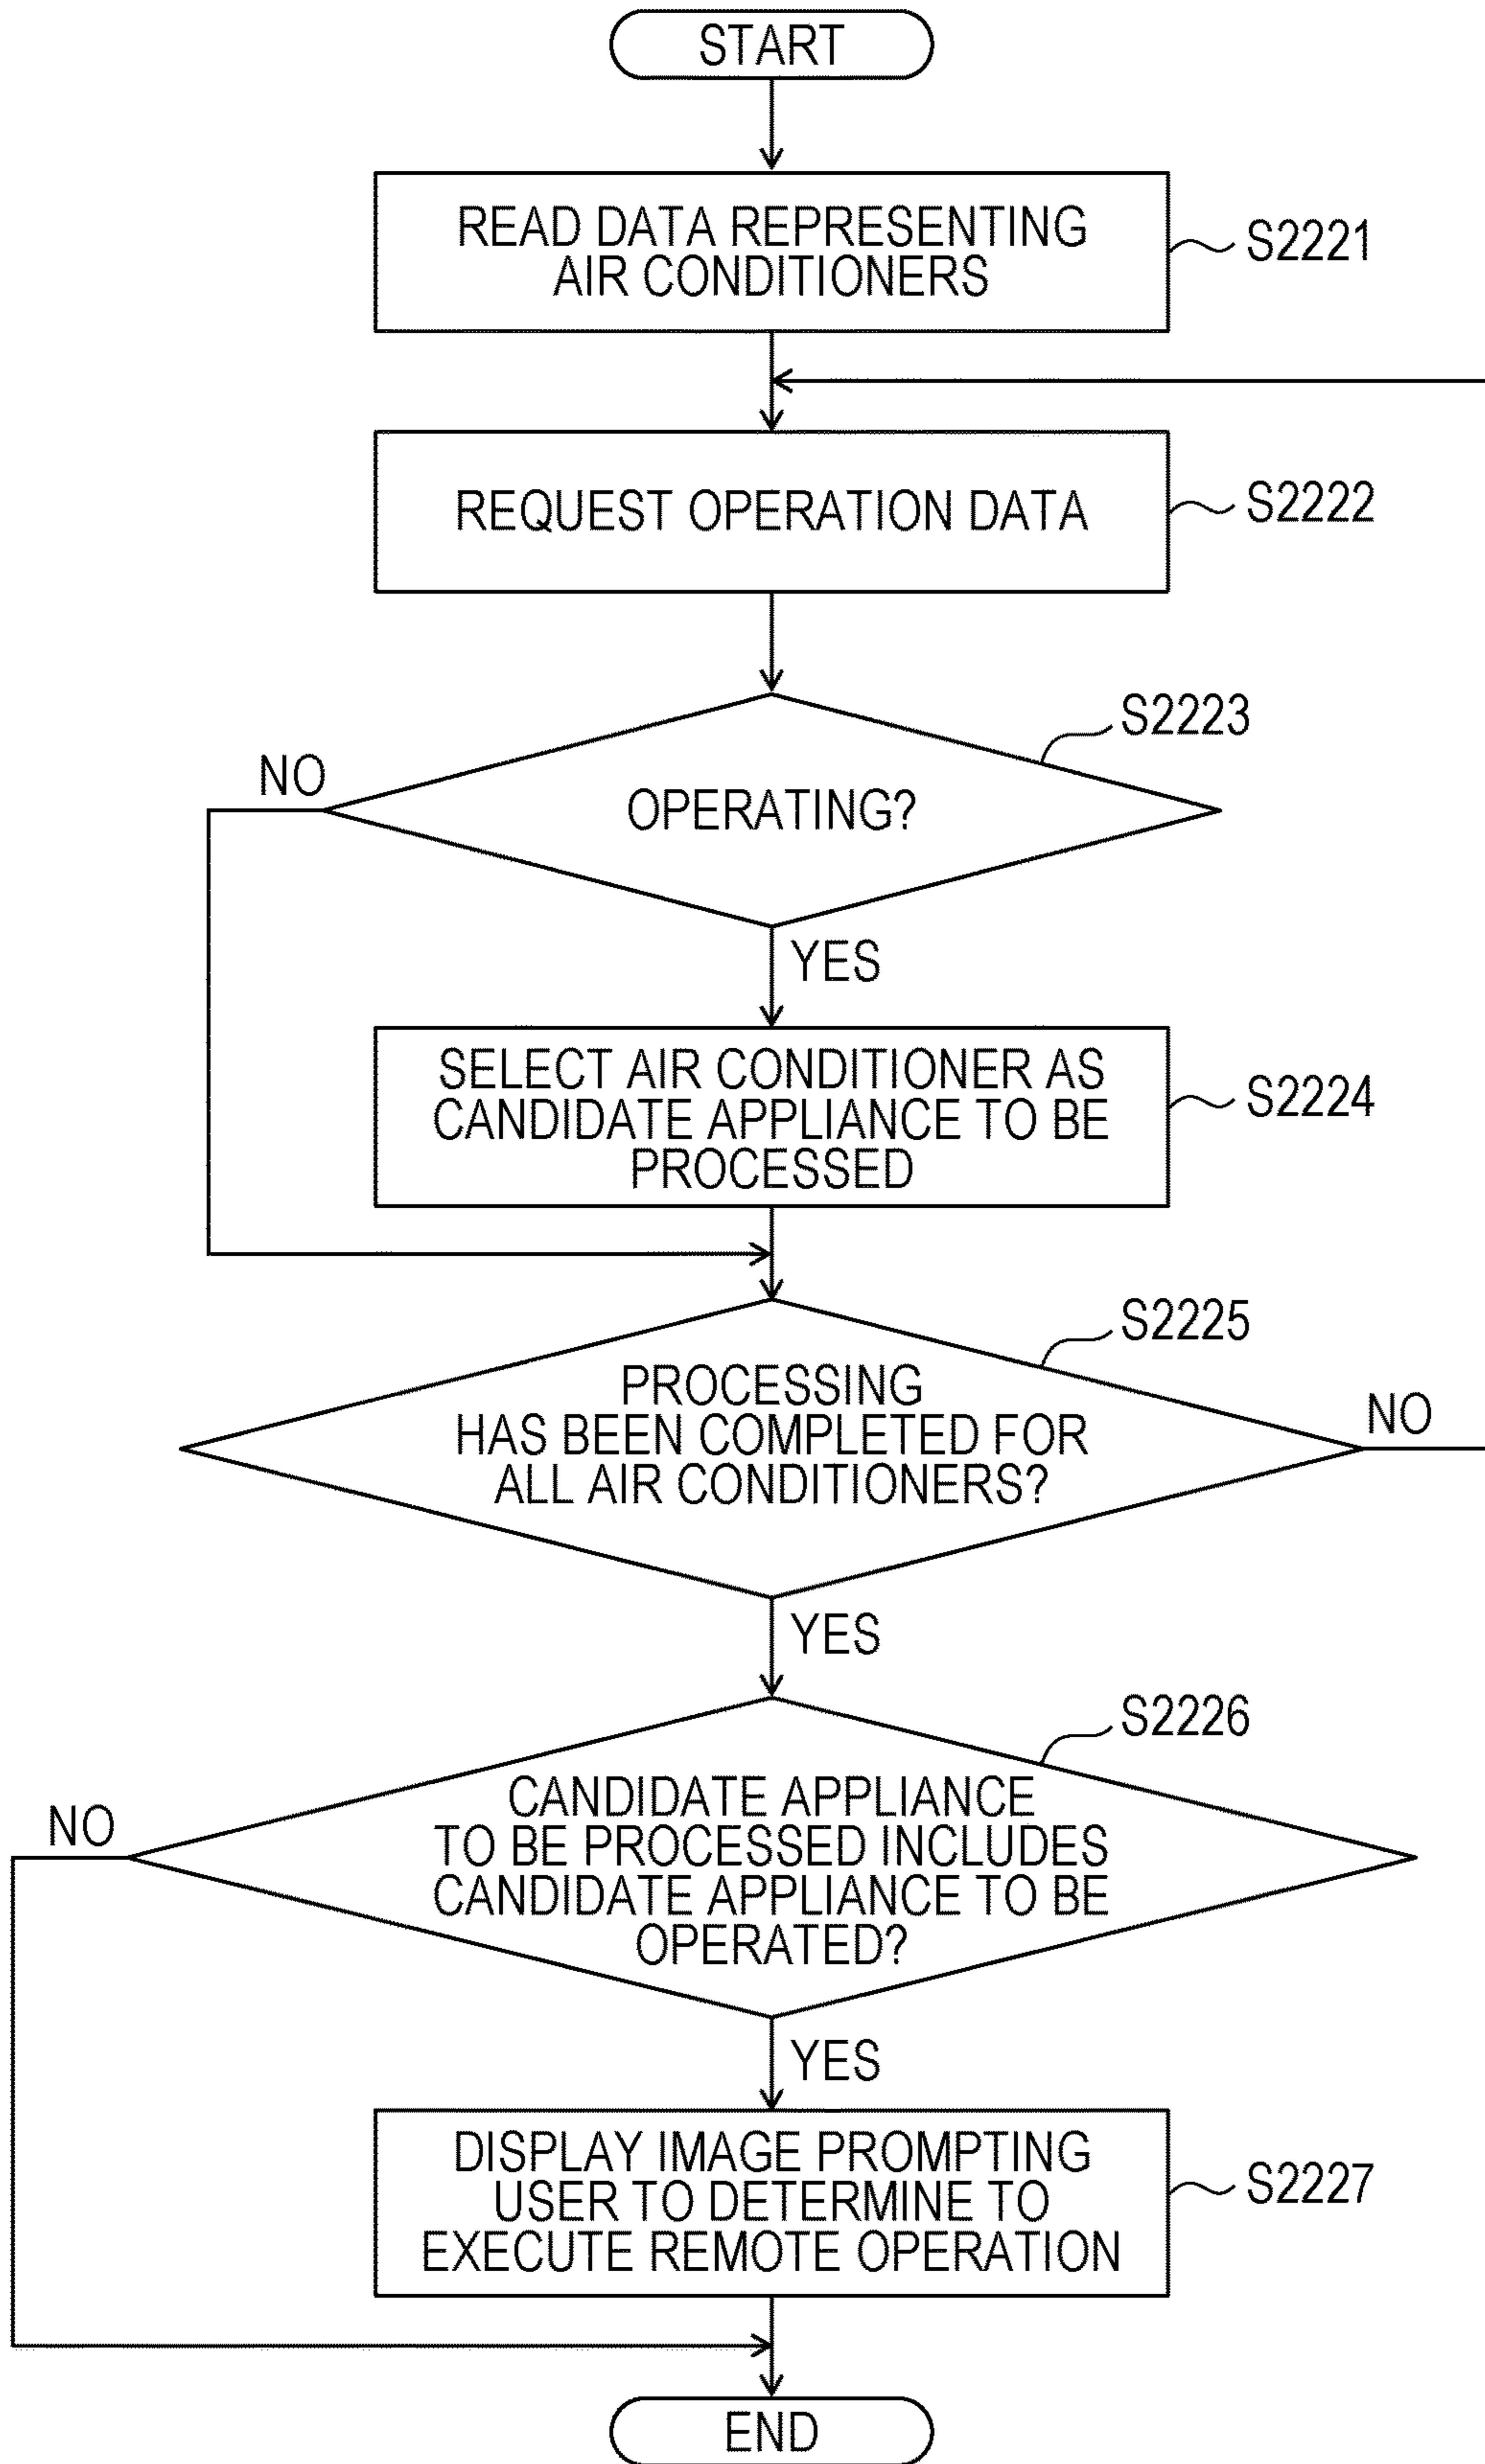 START
READ DATA REPRESENTING
AIR CONDITIONERS
S2221
REQUEST OPERATION DATA
S2222
S2223
NO
OPERATING?
YES
SELECT AIR CONDITIONER AS
CANDIDATE APPLIANCE TO BE
PROCESSED
S2224
S2225
PROCESSING
HAS BEEN COMPLETED FOR
ALL AIR CONDITIONERS?
NO
YES
S2226
CANDIDATE APPLIANCE
TO BE PROCESSED INCLUDES
CANDIDATE APPLIANCE TO BE
OPERATED?
NO
YES
DISPLAY IMAGE PROMPTING
USER TO DETERMINE TO
EXECUTE REMOTE OPERATION
S2227
END